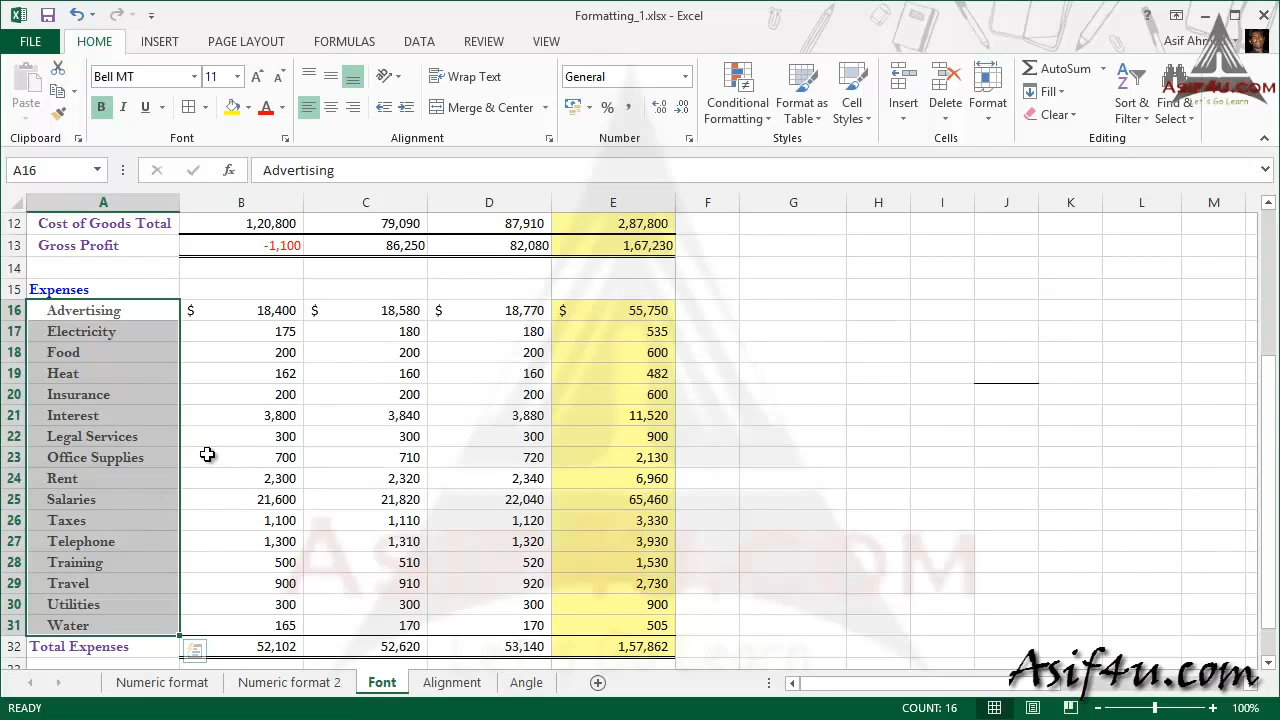 Formatting_1.xlsx - Excel
FILE HOME INSERT PAGE LAYOUT FORMULAS DATA REVIEW VIEW
Bell MT 11 Wrap Text General AutoSum
Paste B I U A Merge & Center % , Conditional Formatting Format as Table Cell Styles Insert Delete Format Fill Clear Sort & Filter Find & Select
Asif4u.com
Let's Go Learn
Clipboard Font Alignment Number Styles Cells Editing
A16 fx Advertising
A B C D E F G H I J K L M
12 Cost of Goods Total 1,20,800 79,090 87,910 2,87,800
13 Gross Profit -1,100 86,250 82,080 1,67,230
14
15 Expenses
16 Advertising $ 18,400 $ 18,580 $ 18,770 $ 55,750
17 Electricity 175 180 180 535
18 Food 200 200 200 600
19 Heat 162 160 160 482
20 Insurance 200 200 200 600
21 Interest 3,800 3,840 3,880 11,520
22 Legal Services 300 300 300 900
23 Office Supplies 700 710 720 2,130
24 Rent 2,300 2,320 2,340 6,960
25 Salaries 21,600 21,820 22,040 65,460
26 Taxes 1,100 1,110 1,120 3,330
27 Telephone 1,300 1,310 1,320 3,930
28 Training 500 510 520 1,530
29 Travel 900 910 920 2,730
30 Utilities 300 300 300 900
31 Water 165 170 170 505
32 Total Expenses 52,102 52,620 53,140 1,57,862
Asif4u.com
Numeric format Numeric format 2 Font Alignment Angle
Asif4u.com
READY COUNT: 16 100%